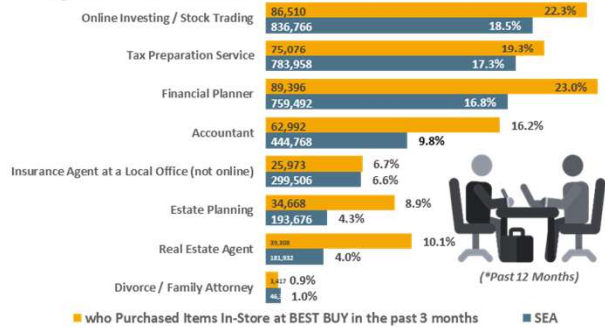 86,510 22.3%
Online Investing / Stock Trading
836,766 18.5%
75,076 19.3%
Tax Preparation Service
783,958 17.3%
89,396 23.0%
Financial Planner
759,492 16.8%
62,992 16.2%
Accountant
444,768 9.8%
25,973 6.7%
Insurance Agent at a Local Office (not online)
299,506 6.6%
34,668 8.9%
Estate Planning
193,676 4.3%
39,308 10.1%
Real Estate Agent
181,932 4.0%
3,417 0.9%
Divorce / Family Attorney
1.0%
(*Past 12 Months)
who Purchased Items In-Store at BEST BUY in the past 3 months SEA